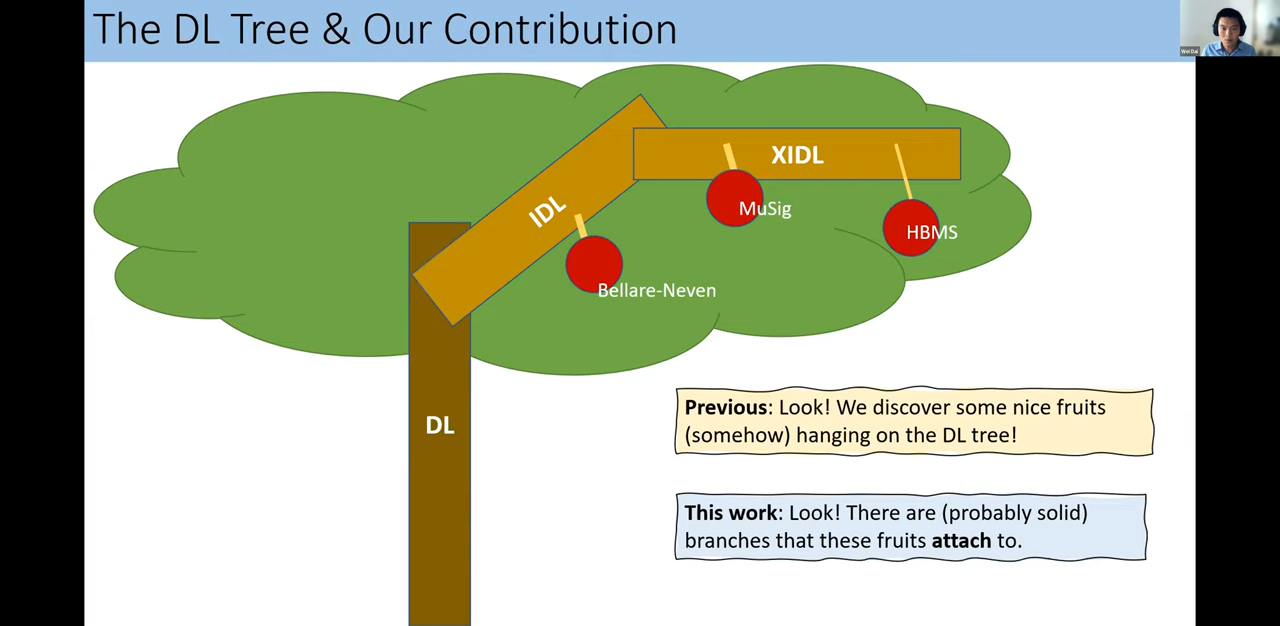 The DL Tree & Our Contribution
Wei Dai
XIDL
IDL
MuSig
HBMS
Bellare-Neven
DL
Previous: Look! We discover some nice fruits
(somehow) hanging on the DL tree!
This work: Look! There are (probably solid)
branches that these fruits attach to.